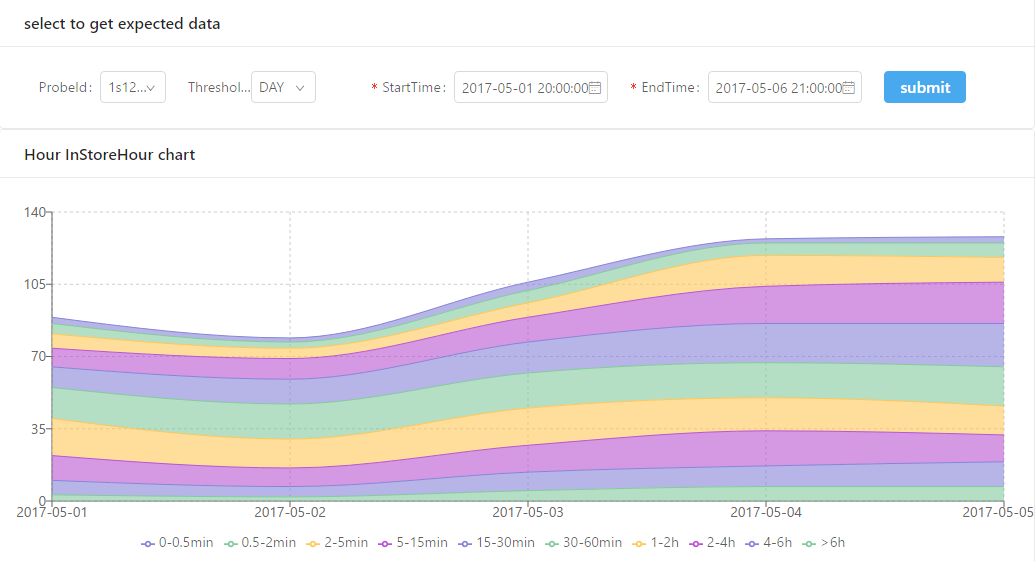 select to get expected data
ProbeId: 1s12... Threshol... DAY * StartTime: 2017-05-01 20:00:00 * EndTime: 2017-05-06 21:00:00 submit
Hour InStoreHour chart
140
105
70
35
0
2017-05-01 2017-05-02 2017-05-03 2017-05-04 2017-05-05
0-0.5min 0.5-2min 2-5min 5-15min 15-30min 30-60min 1-2h 2-4h 4-6h >6h